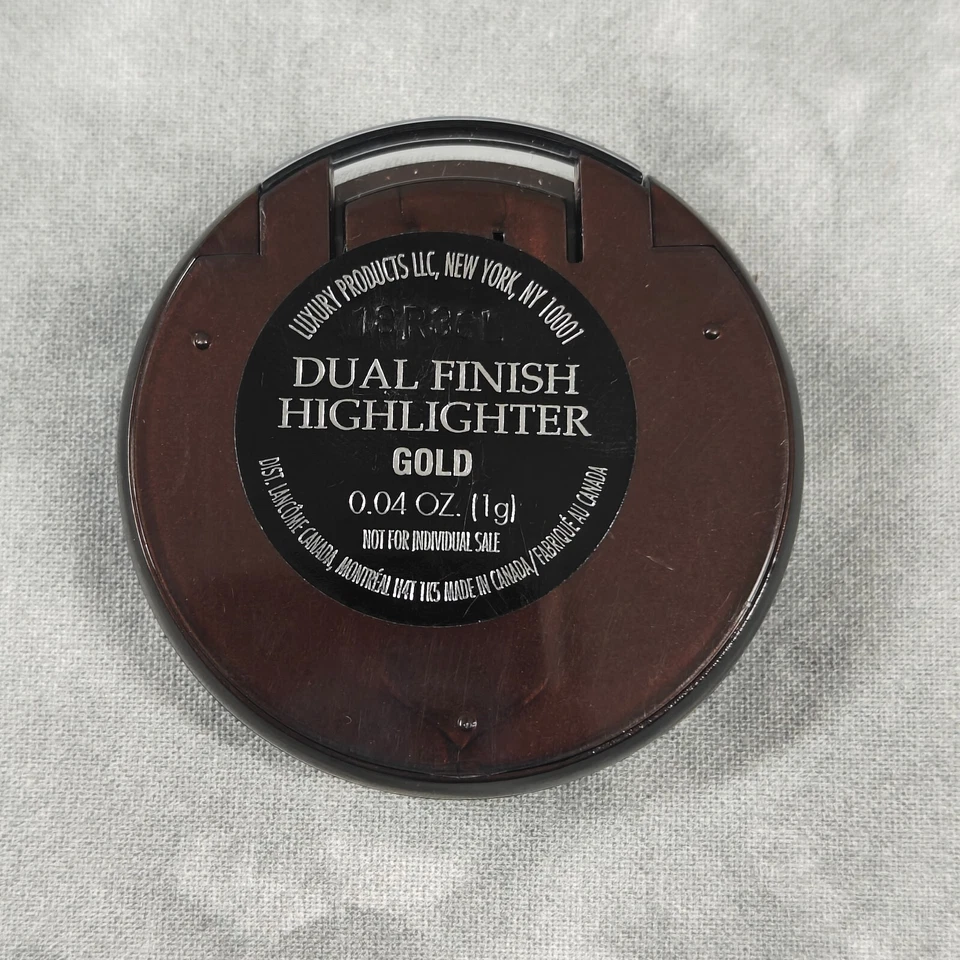 LUXURY PRODUCTS LLC, NEW YORK, NY 10001
DUAL FINISH
HIGHLIGHTER
GOLD
0.04 OZ. (1g)
NOT FOR INDIVIDUAL SALE
DIST. LANCÔME CANADA, MONTRÉAL H4T 1K5 MADE IN CANADA/FABRIQUÉ AU CANADA